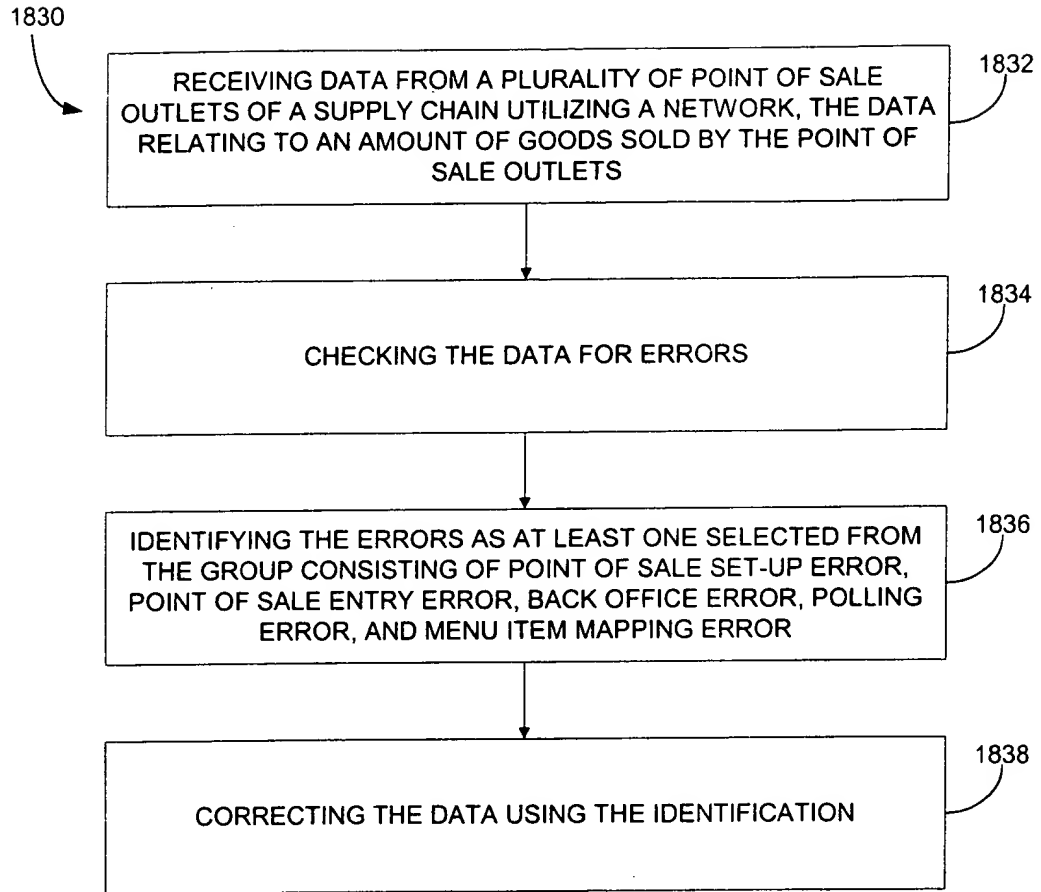 1830
RECEIVING DATA FROM A PLURALITY OF POINT OF SALE
OUTLETS OF A SUPPLY CHAIN UTILIZING A NETWORK, THE DATA
RELATING TO AN AMOUNT OF GOODS SOLD BY THE POINT OF
SALE OUTLETS
1832
CHECKING THE DATA FOR ERRORS
1834
IDENTIFYING THE ERRORS AS AT LEAST ONE SELECTED FROM
THE GROUP CONSISTING OF POINT OF SALE SET-UP ERROR,
POINT OF SALE ENTRY ERROR, BACK OFFICE ERROR, POLLING
ERROR, AND MENU ITEM MAPPING ERROR
1836
CORRECTING THE DATA USING THE IDENTIFICATION
1838